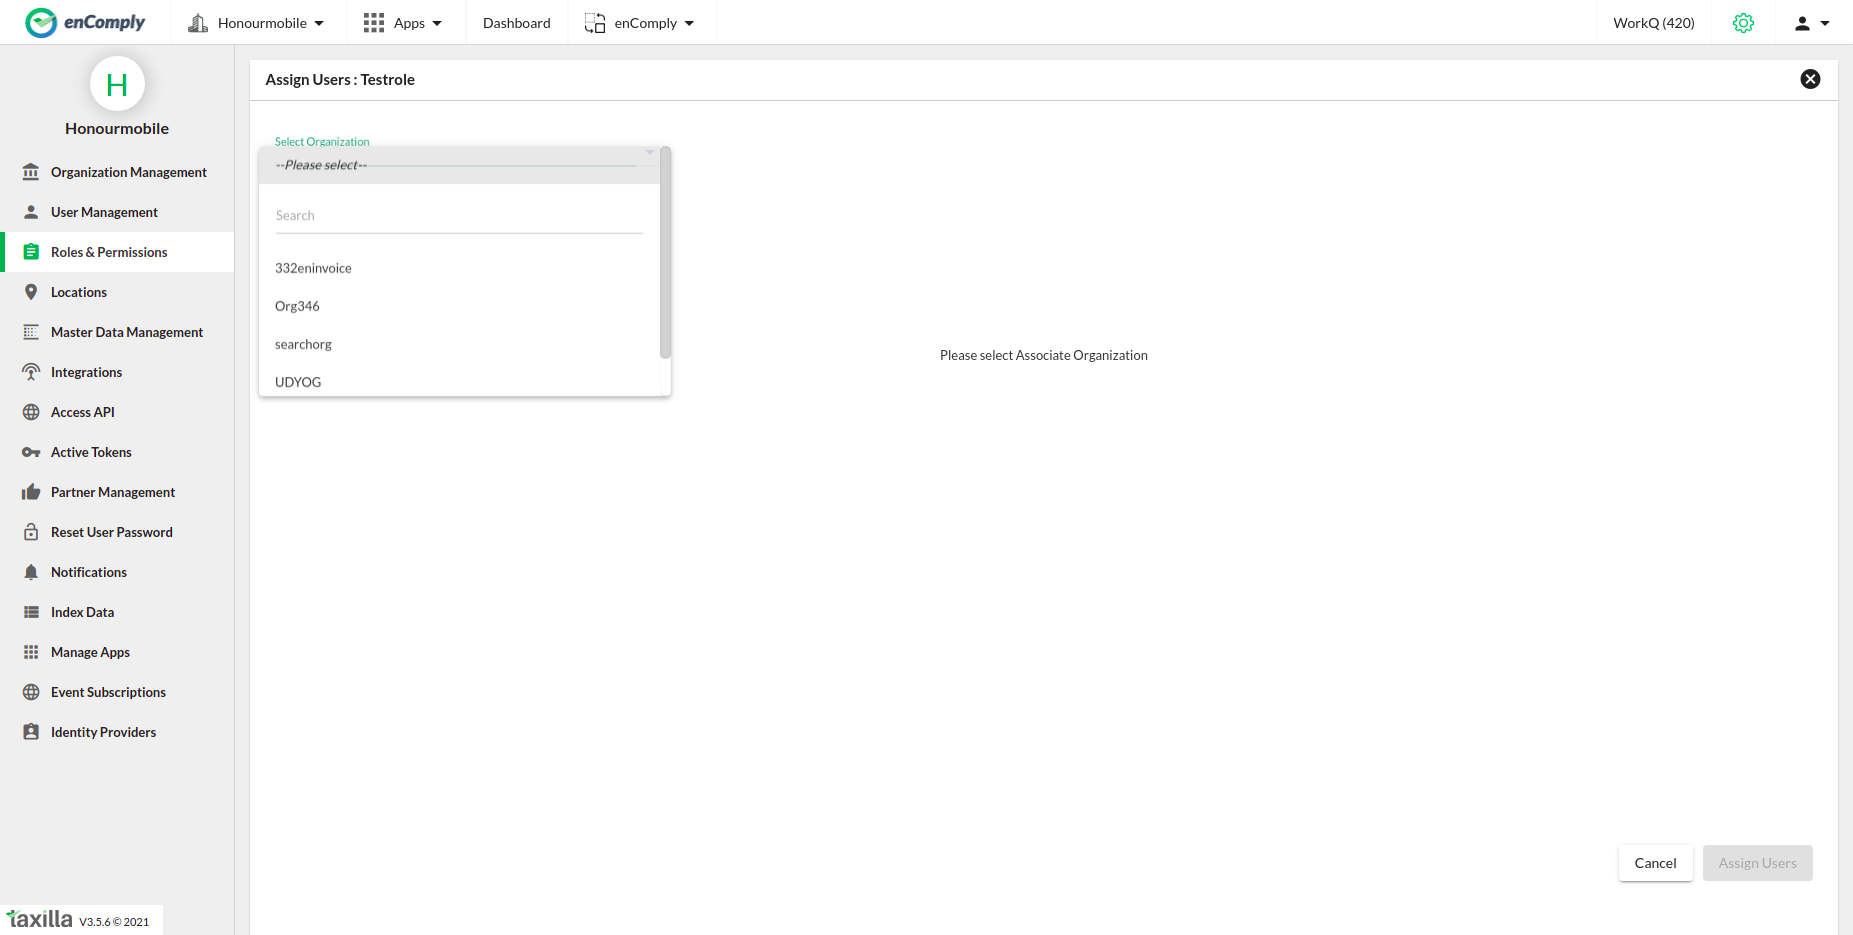 enComply
Honourmobile
Apps
Dashboard
enComply
WorkQ (420)
H
Honourmobile
Organization Management
User Management
Roles & Permissions
Locations
Master Data Management
Integrations
Access API
Active Tokens
Partner Management
Reset User Password
Notifications
Index Data
Manage Apps
Event Subscriptions
Identity Providers
taxilla V3.5.6 © 2021
Assign Users : Testrole
Select Organization
--Please select--
Search
332eninvoice
Org346
searchorg
UDYOG
Please select Associate Organization
Cancel
Assign Users